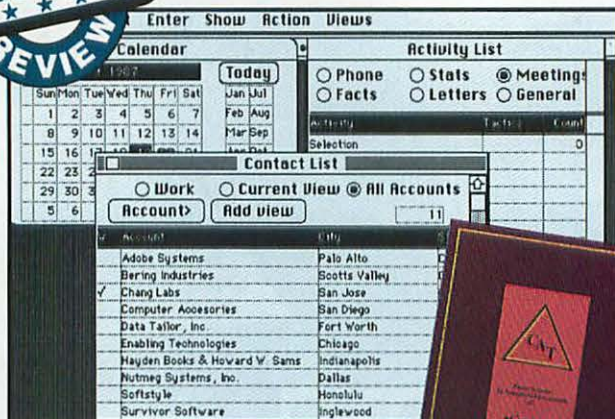 REVIEW
Enter Show Action Views
Calendar
1987
Today
Sun Mon Tue Wed Thu Fri Sat
Jan Jul
1 2 3 4 5 6 7
Feb Aug
8 9 10 11 12 13 14
Mar Sep
15 16
22 23 2
29 30 3
5 6
Activity List
Phone Stats Meetings
Facts Letters General
Activity Tactics Count
Selection 0
Contact List
Work Current View All Accounts
Account> Add view 11
Account City
Adobe Systems Palo Alto
Bering Industries Scotts Valley
√ Chang Labs San Jose
Computer Accesories San Diego
Data Tailor, Inc. Fort Worth
Enabling Technologies Chicago
Hayden Books & Howard W. Sams Indianapolis
Nutmeg Systems, Inc. Dallas
Softstyle Honolulu
Survivor Software Inglewood
CAT